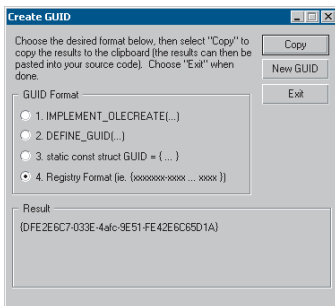 Create GUID
Choose the desired format below, then select "Copy" to
copy the results to the clipboard (the results can then be
pasted into your source code). Choose "Exit" when
done.
Copy
New GUID
Exit
GUID Format
1. IMPLEMENT_OLECREATE(...)
2. DEFINE_GUID(...)
3. static const struct GUID = { ... }
4. Registry Format (ie. {xxxxxxx-xxxx ... xxxx })
Result
{DFE2E6C7-033E-4afc-9E51-FE42E6C65D1A}